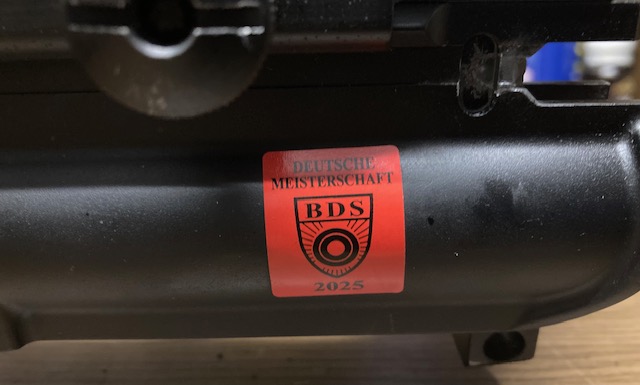 DEUTSCHE
MEISTERSCHAFT
BDS
2025